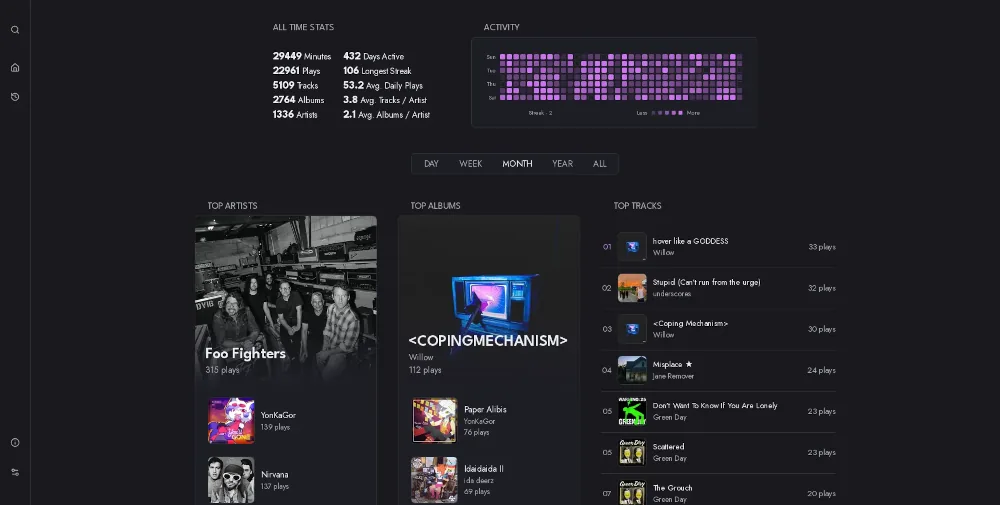 ALL TIME STATS
29449 Minutes
22961 Plays
5109 Tracks
2764 Albums
1336 Artists
432 Days Active
106 Longest Streak
53.2 Avg. Daily Plays
3.8 Avg. Tracks / Artist
2.1 Avg. Albums / Artist
ACTIVITY
Sun
Tue
Thu
Sat
Streak : 2
Less
More
DAY WEEK MONTH YEAR ALL
TOP ARTISTS
Foo Fighters
315 plays
YonKaGor
139 plays
Nirvana
137 plays
TOP ALBUMS
<COPINGMECHANISM>
Willow
112 plays
Paper Alibis
YonKaGor
76 plays
Idaidaida II
ida deerz
69 plays
TOP TRACKS
01 hover like a GODDESS 33 plays
Willow
02 Stupid (Can't run from the urge) 32 plays
underscores
03 <Coping Mechanism> 30 plays
Willow
04 Misplace ★ 24 plays
Jane Remover
05 Don't Want To Know If You Are Lonely 23 plays
Green Day
05 Scattered 23 plays
Green Day
07 The Grouch 20 plays
Green Day